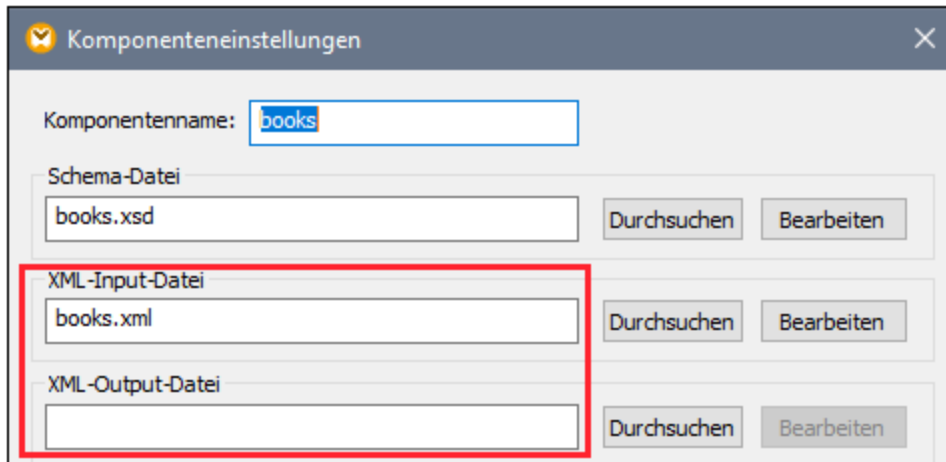 Komponenteneinstellungen
Komponentenname: books
Schema-Datei
books.xsd Durchsuchen Bearbeiten
XML-Input-Datei
books.xml Durchsuchen Bearbeiten
XML-Output-Datei
Durchsuchen Bearbeiten